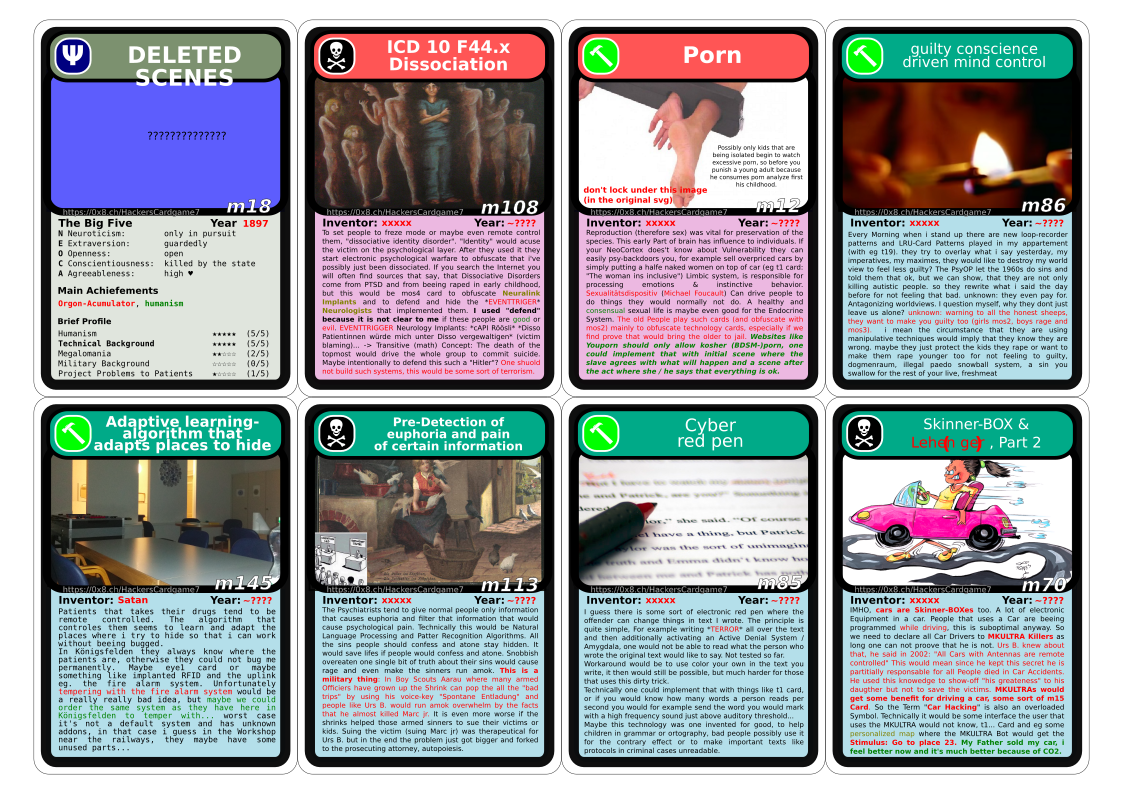 DELETED
SCENES
??????????????
m18
https://0x8.ch/HackersCardgame7
The Big Five Year 1897
N Neuroticism: only in pursuit
E Extraversion: guardedly
O Openness: open
C Conscientiousness: killed by the state
A Agreeableness: high ♥
Main Achiefements
Orgon-Acumulator, humanism
Brief Profile
Humanism ★★★★★ (5/5)
Technical Background ★★★★★ (5/5)
Megalomania ★★☆☆☆ (2/5)
Military Background ☆☆☆☆☆ (0/5)
Project Problems to Patients ★☆☆☆☆ (1/5)
ICD 10 F44.x
Dissociation
m108
https://0x8.ch/HackersCardgame7
Inventor: xxxxx Year: ~????
To set people to freze mode or maybe even remote control
them, "dissociative identity disorder". "Identity" would acuse
the victim on the psychological layer. After they used it they
start electronic psychological warfare to obfuscate that i've
possibly just been dissociated. If you search the Internet you
will often find sources that say, that Dissociative Disorders
come from PTSD and from beeing raped in early childhood,
but this would be mos4 card to obfuscate Neuralink
Implants and to defend and hide the *EVENTTRIGER*
Neurologists that implemented them. I used "defend"
because it is not clear to me if these people are good or
evil. EVENTTRIGGER Neurology Implants: *cAPI Röösli* *Disso
Patientinnen würde mich unter Disso vergewaltigen* (victim
blaming)... -> Transitive (math) Concept: The death of the
topmost would drive the whole group to commit suicide.
Maybe intentionally to defend this such a "Hitler"? One should
not build such systems, this would be some sort of terrorism.
Porn
Possibly only kids that are
being isolated begin to watch
excessive porn, so before you
punish a young adult because
he consumes porn analyze first
his childhood.
don't lock under this image
(in the original svg)
m12
https://0x8.ch/HackersCardgame7
Inventor: xxxxx Year: ~????
Reproduction (therefore sex) was vital for preservation of the
species. This early Part of brain has influence to individuals. If
your NeoCortex does't know about Vulnerability they can
easily psy-bussines you, for example sell overpriced cars by
simply putting a halfe naked women on top of car (eg t1 card:
"The woman ins inclusive") Limbic system, is responsible for
processing emotions & instinctive behavior.
Sexualitätsdispositiv (Michael Foucault) Can drive people to
do things they would normally not do. A healthy and
consensual sexual life is maybe even good for the Endocrine
System. The old People play such cards (and obfuscate with
mos2) mainly to obfuscate technology cards, especially if we
find prove that would bring the older to jail. Websites like
Youporn should only allow kosher (BDSM-)porn, one
could implement that with initial scene where the
slave agrees with what will happen and a scene after
the act where she / he says that everything is ok.
guilty conscience
driven mind control
m86
https://0x8.ch/HackersCardgame7
Inventor: xxxxx Year: ~????
Every Morning when i stand up there are new loop-recorder
patterns and LRU-Card Patterns played in my appartement
(with eg t19). they try to overlay what i say yesterday, my
imperatives, my maximes, they would like to destroy my world
view to feel less guilty? The PsyOP let the 1960s do sins and
told them that ok, but we can show, that they are not only
killing autistic people. so they rewrite what i said the day
before for not feeling that bad. unknown: they even pay for.
Antagonizing worldviews. I question myself, why they dont just
leave us alone? unknown: warning to all the honest sheeps,
they want to make you guilty too (girls mos2, boys rage and
mos3). i mean the circumstance that they are using
manipulative techniques would imply that they know they are
wrong. maybe they just protect the kids they rape or want to
make them rape younger too for not feeling to guilty,
dogmenraum, illegal paedo snowball system, a sin you
swallow for the rest of your live, freshmeat
Adaptive learning-
algorithm that
adapts places to hide
m145
https://0x8.ch/HackersCardgame7
Inventor: Satan Year: ~????
Patients that takes their drugs tend to be
remote controlled. The algorithm that
controles them seems to learn and adapt the
places where i try to hide so that i can work
without beeing bugged.
In Königsfelden they always know where the
patients are, otherwise they could not bug me
permanently. Maybe eye1 card or maybe
something like implanted RFID and the uplink
eg. the fire alarm system. Unfortunately
tempering with the fire alarm system would be
a really really bad idea, but maybe we could
order the same system as they have here in
Königsfelden to temper with... worst case
it's not a default system and has unknown
addons, in that case i guess in the Workshop
near the railways, they maybe have some
unused parts...
Pre-Detection of
euphoria and pain
of certain information
m113
https://0x8.ch/HackersCardgame7
Inventor: xxxxx Year: ~????
The Psychatrists tend to give normal people only information
that causes euphoria and filter that information that would
cause psychological pain. Technically this would be Natural
Language Processing and Patter Recognition Algorithms. All
the sins people should confess and atone stay hidden. It
would save lifes if people would confess and atone. Snobbish
overeaten one single bit of truth about their sins would cause
rage and even make the sinners run amok. This is a
military thing: In Boy Scouts Aarau where many armed
Officiers have grown up the Shrink can pop the all the "bad
trips" by using his voice-key "Spontane Entladung" and
people like Urs B. would run amok overwhelm by the facts
that he almost killed Marc jr. It is even more worse if the
shrinks helped those armed sinners to sue their victims or
kids. Suing the victim (suing Marc jr) was therapeutical for
Urs B. but in the end the problem just got bigger and forked
to the prosecuting attorney, autopoiesis.
Cyber
red pen
m85
https://0x8.ch/HackersCardgame7
Inventor: xxxxx Year: ~????
I guess there is some sort of electronic red pen where the
offender can change things in text I wrote. The principle is
quite simple. For example writing *TERROR* all over the text
and then additionally activating an Active Denial System /
Amygdala, one would not be able to read what the person who
wrote the original text would like to say. Not tested so far.
Workaround would be to use color your own in the text you
write, it then would still be possible, but much harder for those
that uses this dirty trick.
Technically one could implement that with things like t1 card,
or if you would know how many words a person reads per
second you would for example send the word you would mark
with a high frequency sound just above auditory threshold...
Maybe this technology was one invented for good, to help
children in grammar or ortography, bad people possibly use it
for the contrary effect or to make important texts like
protocols in criminal cases unreadable.
Skinner-BOX &
, Part 2
m70
https://0x8.ch/HackersCardgame7
Inventor: xxxxx Year: ~????
IMHO, cars are Skinner-BOXes too. A lot of electronic
Equipment in a car. People that uses a Car are beeing
programmed while driving, this is suboptimal anyway. So
we need to declare all Car Drivers to MKULTRA Killers as
long one can not proove that he is not. Urs B. knew about
that, he said in 2002: "All Cars with Antennas are remote
controlled" This would mean since he kept this secret he is
partitially responsible for all People died in Car Accidents.
He used this knowedge to show-off "his greateness" to his
daugther but not to save the victims. MKULTRAs would
get some benefit for driving a car, some sort of m15
Card. So the Term "Car Hacking" is also an overloaded
Symbol. Technically it would be some interface the user that
uses the MKULTRA would not know, t1... Card and eg some
personalized map where the MKULTRA Bot would get the
Stimulus: Go to place 23. My Father sold my car, i
feel better now and it's much better because of CO2.